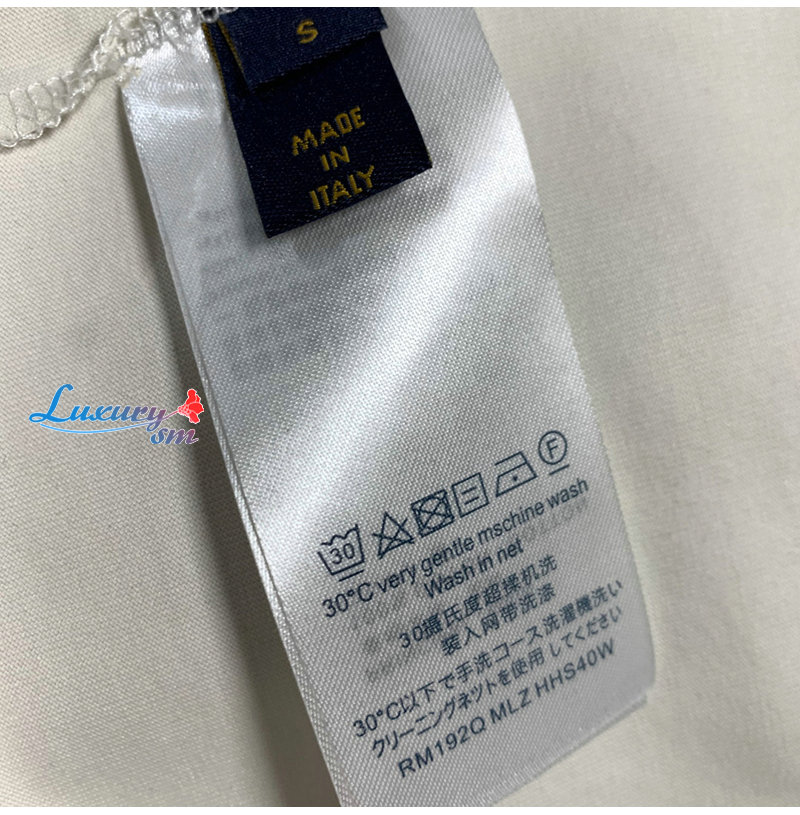 S
MADE
IN
ITALY
Luxury
sm
30 F
30°C very gentle mschine wash
Wash in net
30摄氏度超揉机洗
装入网带洗涤
30°C以下で手洗コース洗濯機洗い
クリーニングネットを使用してください
RM192Q MLZ HHS40W